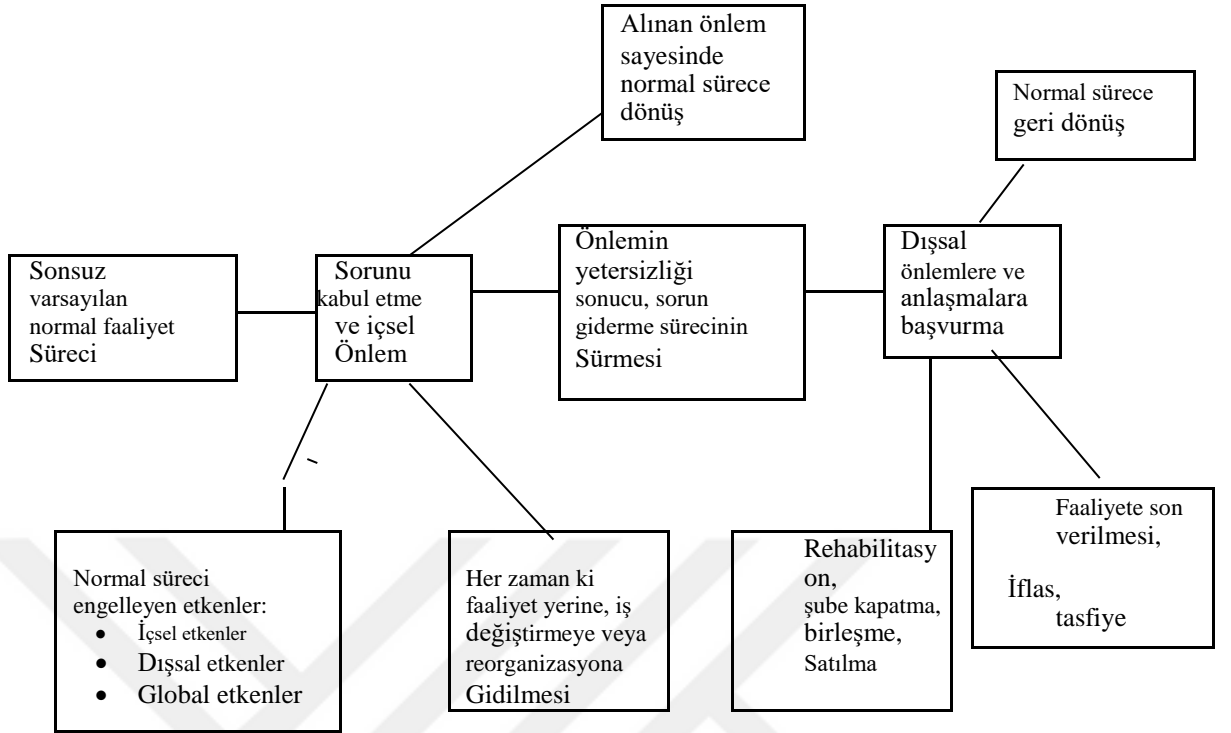 Alınan önlem
sayesinde
normal sürece
dönüş
Normal sürece
geri dönüş
Sonsuz
varsayılan
normal faaliyet
Süreci
Sorunu
kabul etme
ve içsel
Önlem
Önlemin
yetersizliği
sonucu, sorun
giderme sürecinin
Sürmesi
Dışsal
önlemlere ve
anlaşmalara
başvurma
Normal süreci
engelleyen etkenler:
• İçsel etkenler
• Dışsal etkenler
• Global etkenler
Her zaman ki
faaliyet yerine, iş
değiştirmeye veya
reorganizasyona
Gidilmesi
Rehabilitasy
on,
şube kapatma,
birleşme,
Satılma
Faaliyete son
verilmesi,
İflas,
tasfiye